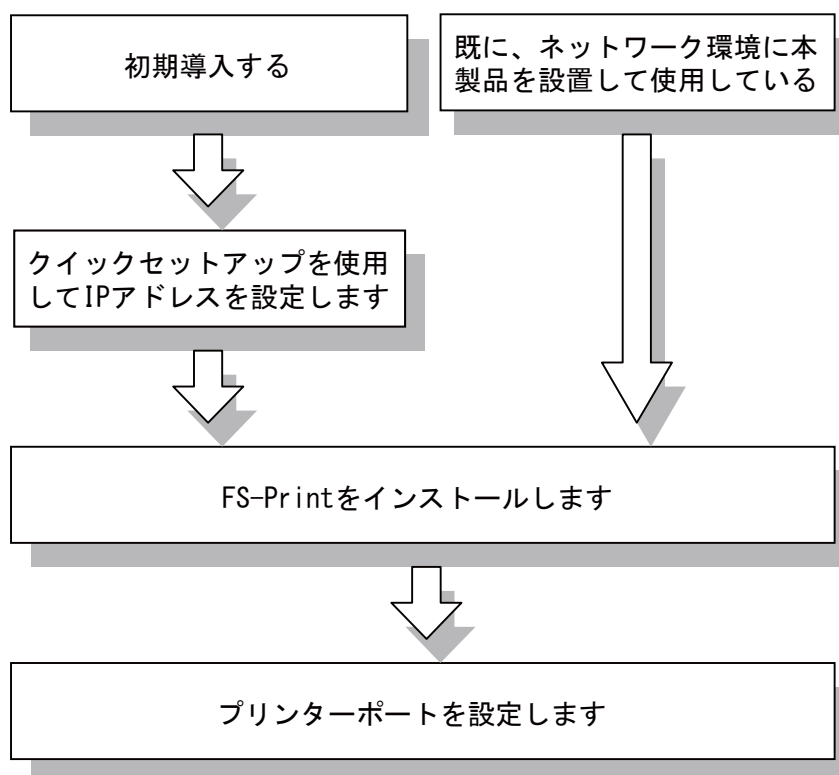 初期導入する
既に、ネットワーク環境に本
製品を設置して使用している
クイックセットアップを使用
してIPアドレスを設定します
FS-Printをインストールします
プリンターポートを設定します